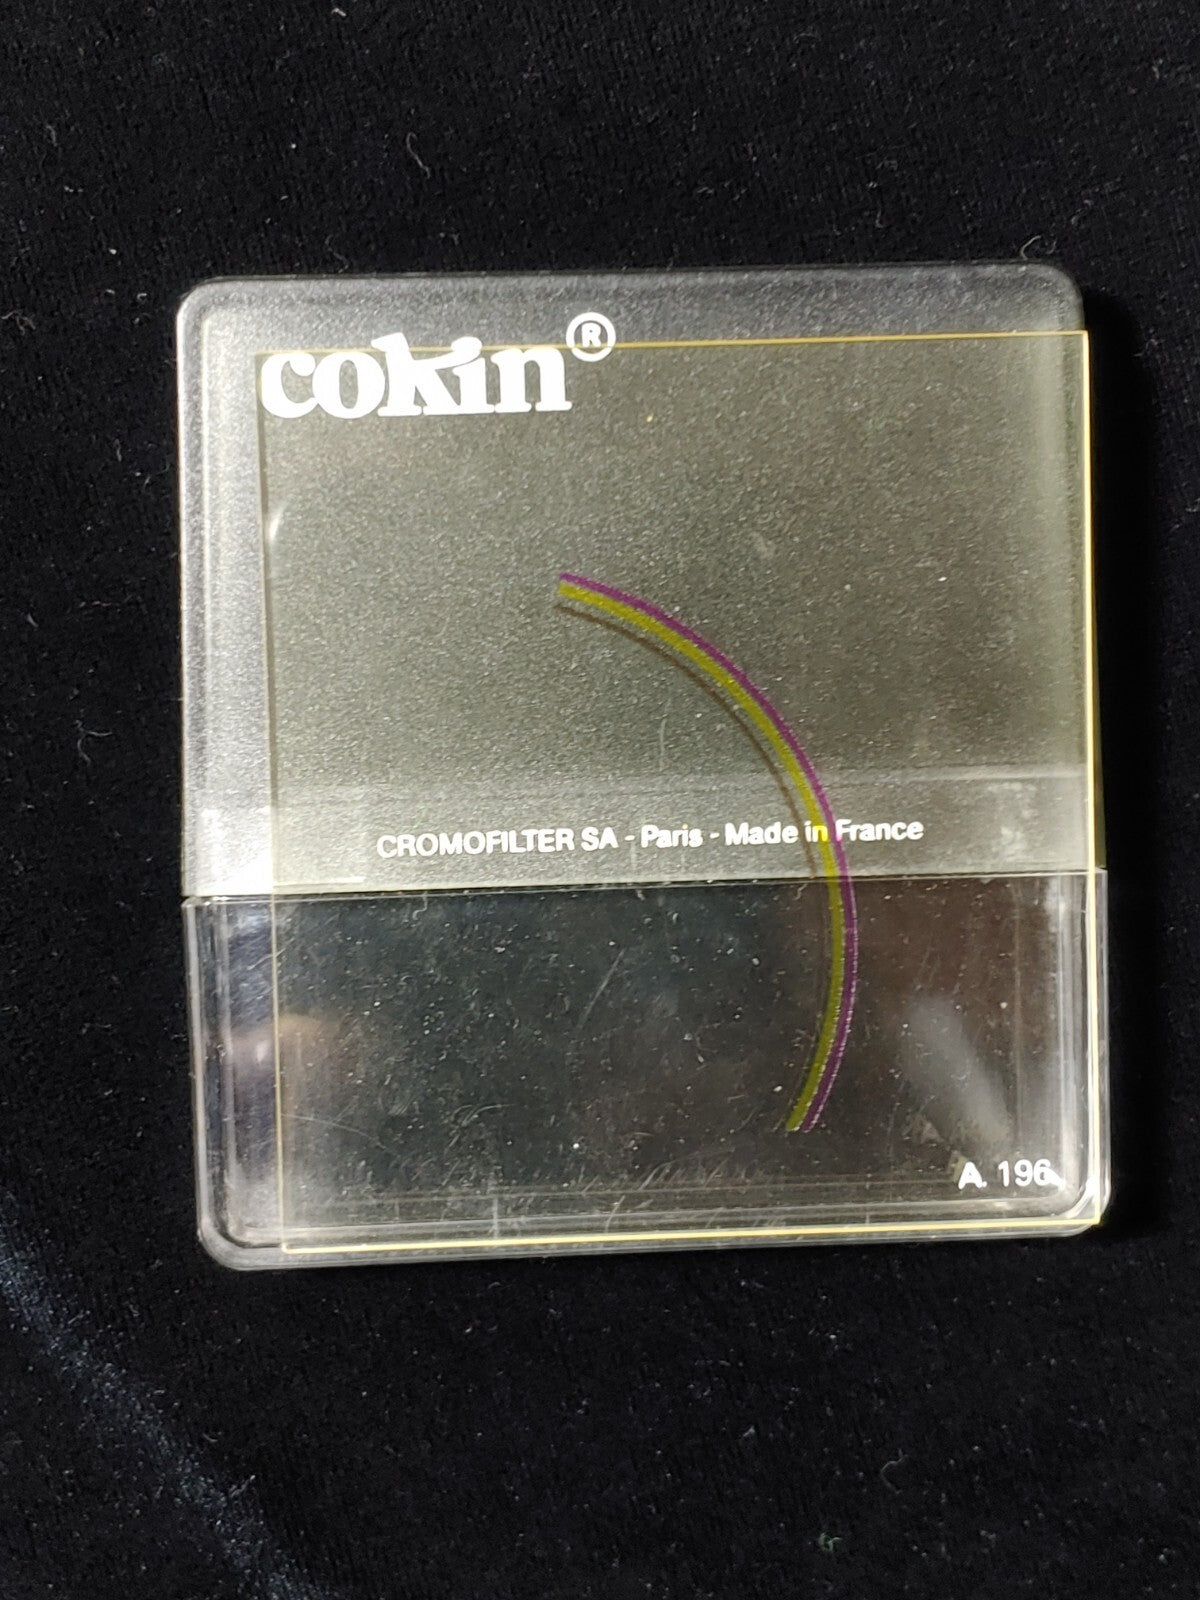 cokin®
CROMOFILTER SA - Paris - Made in France
A. 196